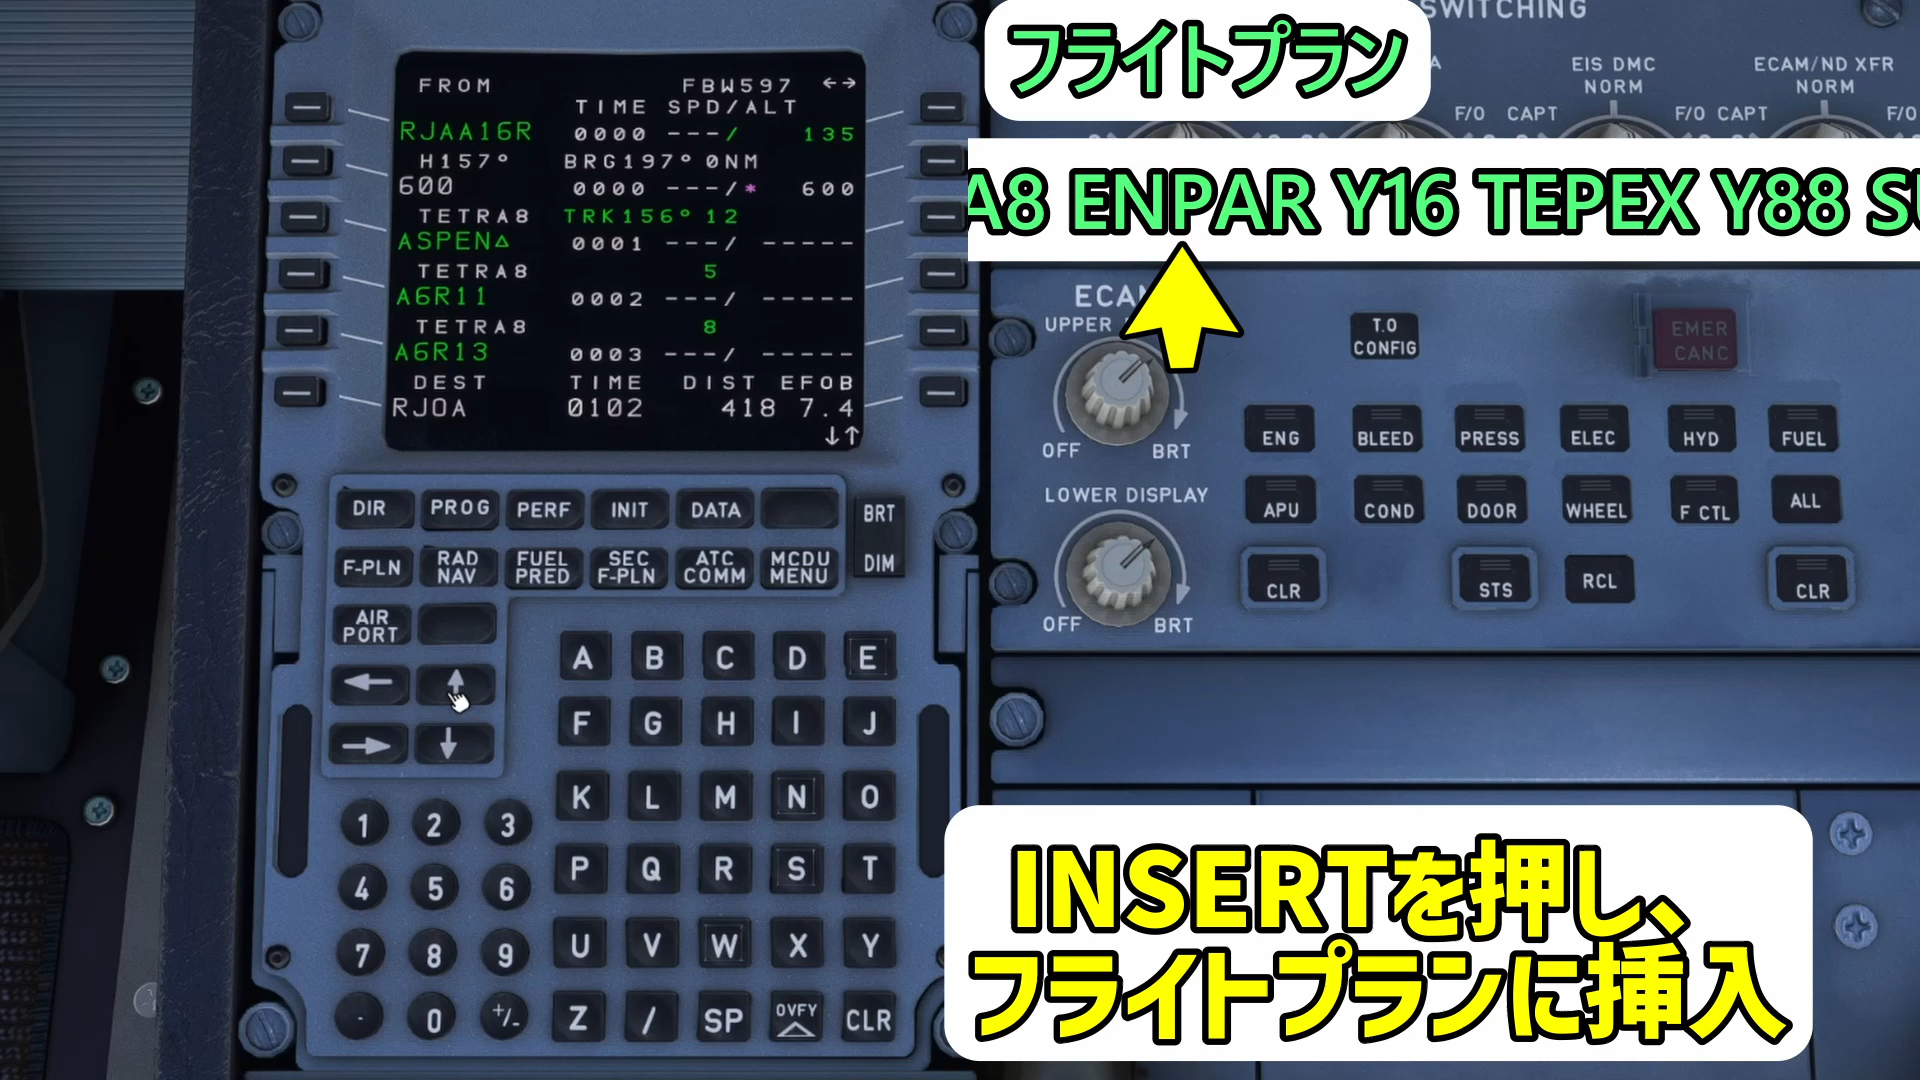 FROM FBW597 ←→
TIME SPD/ALT
RJAA16R 0000 ---/ 135
H157° BRG197° 0NM
600 0000 ---/* 600
TETRA8 TRK156° 12
ASPEN△ 0001 ---/ -----
TETRA8 5
A6R11 0002 ---/ -----
TETRA8 8
A6R13 0003 ---/ -----
DEST TIME DIST EFOB
RJOA 0102 418 7.4
↓↑
DIR PROG PERF INIT DATA
BRT
DIM
F-PLN RAD NAV FUEL PRED SEC F-PLN ATC COMM MCDU MENU
AIR PORT
← ↑
→ ↓
A B C D E
F G H I J
K L M N O
P Q R S T
U V W X Y
Z / SP OVFY CLR
1 2 3
4 5 6
7 8 9
. 0 +/-
フライトプラン
SWITCHING
EIS DMC
NORM
ECAM/ND XFR
NORM
F/O CAPT F/O CAPT F/O
A8 ENPAR Y16 TEPEX Y88
UPPER
T.O
CONFIG
EMER
CANC
OFF BRT
LOWER DISPLAY
OFF BRT
ENG BLEED PRESS ELEC HYD FUEL
APU COND DOOR WHEEL F CTL ALL
CLR STS RCL CLR
INSERTを押し、
フライトプランに挿入